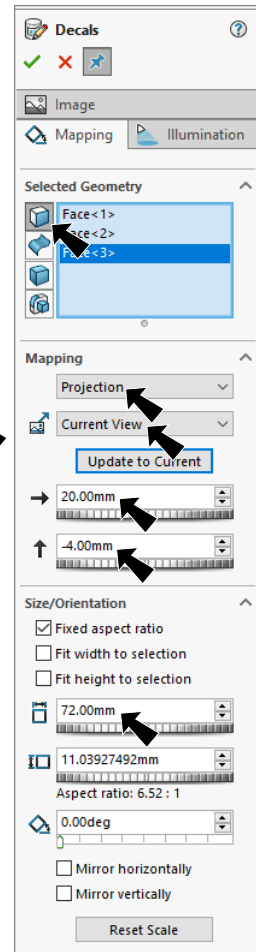 Decals
Image
Mapping Illumination
Selected Geometry
Face<1>
Face<2>
Face<3>
Mapping
Projection
Current View
Update to Current
20.00mm
-4.00mm
Size/Orientation
Fixed aspect ratio
Fit width to selection
Fit height to selection
72.00mm
11.03927492mm
Aspect ratio: 6.52 : 1
0.00deg
Mirror horizontally
Mirror vertically
Reset Scale